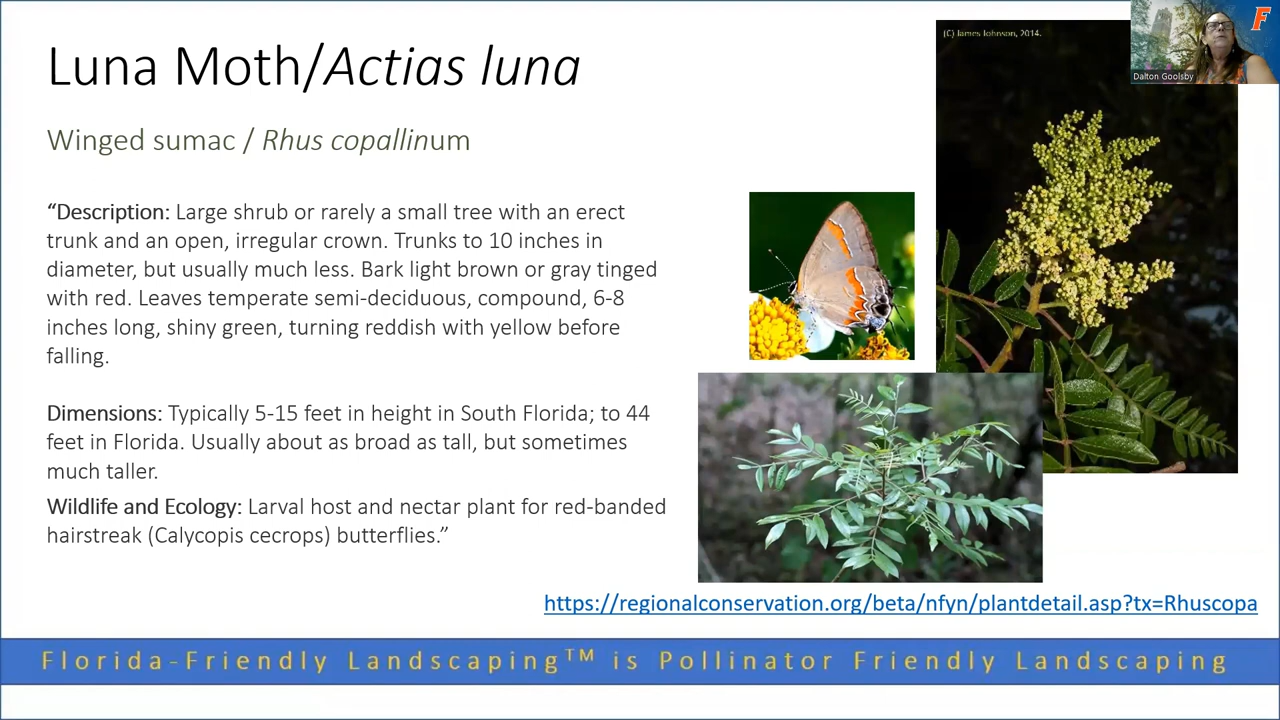 Luna Moth/Actias luna
Winged sumac / Rhus copallinum
“Description: Large shrub or rarely a small tree with an erect
trunk and an open, irregular crown. Trunks to 10 inches in
diameter, but usually much less. Bark light brown or gray tinged
with red. Leaves temperate semi-deciduous, compound, 6-8
inches long, shiny green, turning reddish with yellow before
falling.
Dimensions: Typically 5-15 feet in height in South Florida; to 44
feet in Florida. Usually about as broad as tall, but sometimes
much taller.
Wildlife and Ecology: Larval host and nectar plant for red-banded
hairstreak (Calycopis cecrops) butterflies.”
(C) James Johnson, 2014.
F
Dalton Goolsby
https://regionalconservation.org/beta/nfyn/plantdetail.asp?tx=Rhuscopa
Florida-Friendly Landscaping™ is Pollinator Friendly Landscaping